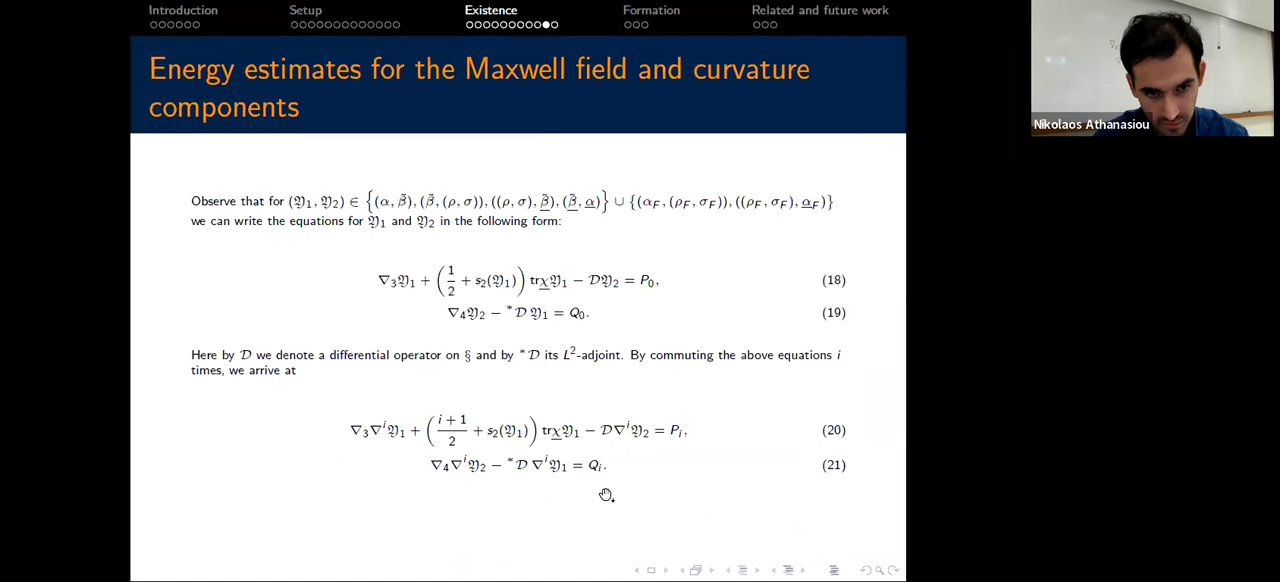 Introduction Setup Existence Formation Related and future work
Energy estimates for the Maxwell field and curvature
components
Observe that for (𝔜₁, 𝔜₂) ∈ {(α, β̃), (β̃, (ρ, σ)), ((ρ, σ), β̲̃), (β̲̃, α̲)} ∪ {(α_F, (ρ_F, σ_F)), ((ρ_F, σ_F), α̲_F)}
we can write the equations for 𝔜₁ and 𝔜₂ in the following form:
∇₃𝔜₁ + (1/2 + s₂(𝔜₁)) trχ̲𝔜₁ − 𝒟𝔜₂ = P₀, (18)
∇₄𝔜₂ − *𝒟 𝔜₁ = Q₀. (19)
Here by 𝒟 we denote a differential operator on § and by *𝒟 its L²-adjoint. By commuting the above equations i
times, we arrive at
∇₃∇ⁱ𝔜₁ + ((i + 1)/2 + s₂(𝔜₁)) trχ̲𝔜₁ − 𝒟∇ⁱ𝔜₂ = Pᵢ, (20)
∇₄∇ⁱ𝔜₂ − *𝒟 ∇ⁱ𝔜₁ = Qᵢ. (21)
Nikolaos Athanasiou